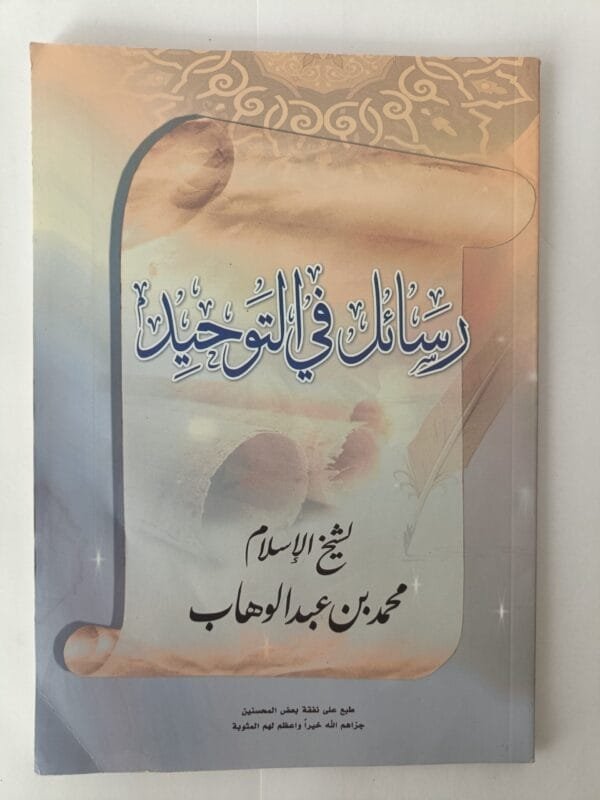 رسائل في التوحيد
لشيخ الإسلام
محمد بن عبد الوهاب
طبع على نفقة بعض المحسنين
جزاهم الله خيراً واعظم لهم المثوبة